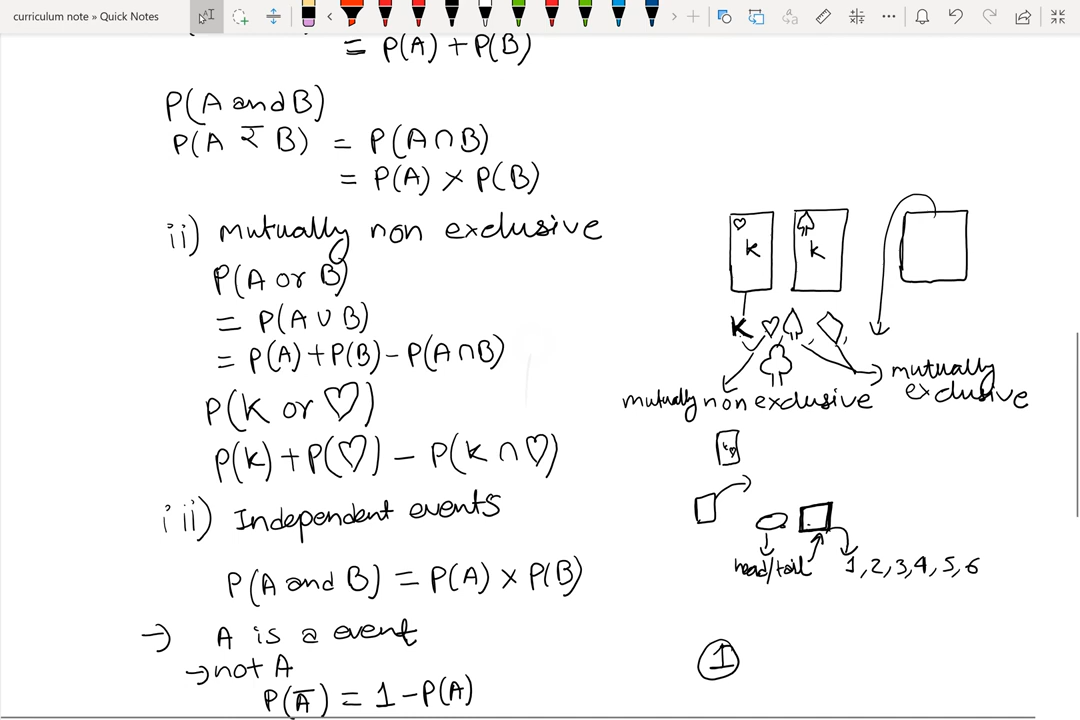 curriculum note » Quick Notes
= P(A) + P(B)
P(A and B)
P(A र B) = P(A∩B)
= P(A) × P(B)
ii) mutually non exclusive
P(A or B)
= P(A∪B)
= P(A) + P(B) - P(A∩B)
P(K or ♡)
P(k) + P(♡) - P(k ∩ ♡)
iii) Independent events
P(A and B) = P(A) × P(B)
→ A is a event
→ not A
P(A̅) = 1 - P(A)
♡ K
♤ K
K ♡ ♤ ♢
♧
mutually non exclusive
mutually exclusive
K♡
head/tail
1, 2, 3, 4, 5, 6
1